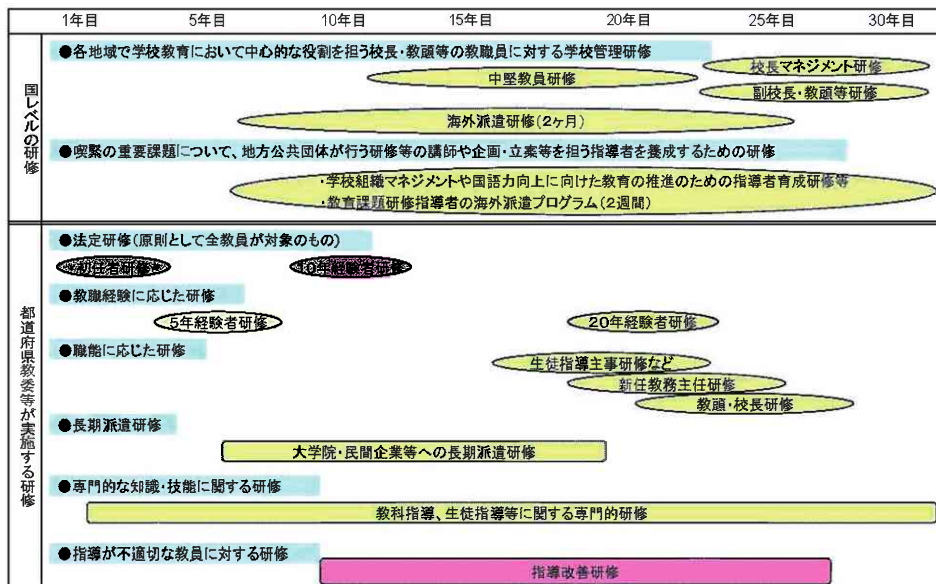 1年目 5年目 10年目 15年目 20年目 25年目 30年目
国レベルの研修
●各地域で学校教育において中心的な役割を担う校長・教頭等の教職員に対する学校管理研修
校長マネジメント研修
中堅教員研修
副校長・教頭等研修
海外派遣研修(2ヶ月)
●喫緊の重要課題について、地方公共団体が行う研修等の講師や企画・立案等を担う指導者を養成するための研修
・学校組織マネジメントや国語力向上に向けた教育の推進のための指導者育成研修等
・教育課題研修指導者の海外派遣プログラム(2週間)
都道府県教委等が実施する研修
●法定研修(原則として全教員が対象のもの)
初任者研修 10年経験者研修
●教職経験に応じた研修
5年経験者研修 20年経験者研修
●職能に応じた研修
生徒指導主事研修など
新任教務主任研修
教頭・校長研修
●長期派遣研修
大学院・民間企業等への長期派遣研修
●専門的な知識・技能に関する研修
教科指導、生徒指導等に関する専門的研修
●指導が不適切な教員に対する研修
指導改善研修